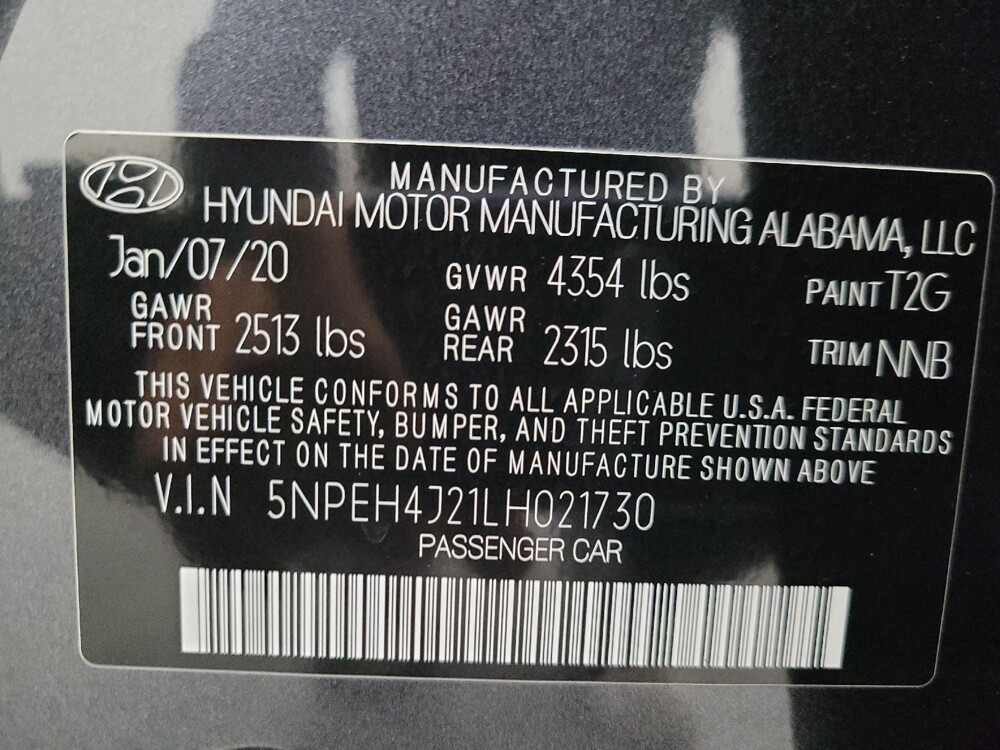 MANUFACTURED BY
HYUNDAI MOTOR MANUFACTURING ALABAMA, LLC
Jan/07/20 GVWR 4354 lbs PAINT T2G
GAWR FRONT 2513 lbs GAWR REAR 2315 lbs TRIM NNB
THIS VEHICLE CONFORMS TO ALL APPLICABLE U.S.A. FEDERAL
MOTOR VEHICLE SAFETY, BUMPER, AND THEFT PREVENTION STANDARDS
IN EFFECT ON THE DATE OF MANUFACTURE SHOWN ABOVE
V.I.N 5NPEH4J21LH021730
PASSENGER CAR